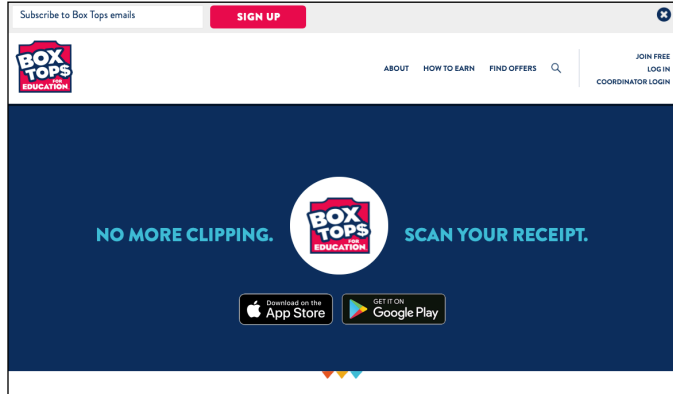 Subscribe to Box Tops emails
SIGN UP
BOX
TOP$
FOR
EDUCATION
ABOUT HOW TO EARN FIND OFFERS
JOIN FREE
LOG IN
COORDINATOR LOGIN
NO MORE CLIPPING.
BOX
TOP$
FOR
EDUCATION
SCAN YOUR RECEIPT.
Download on the
App Store
GET IT ON
Google Play